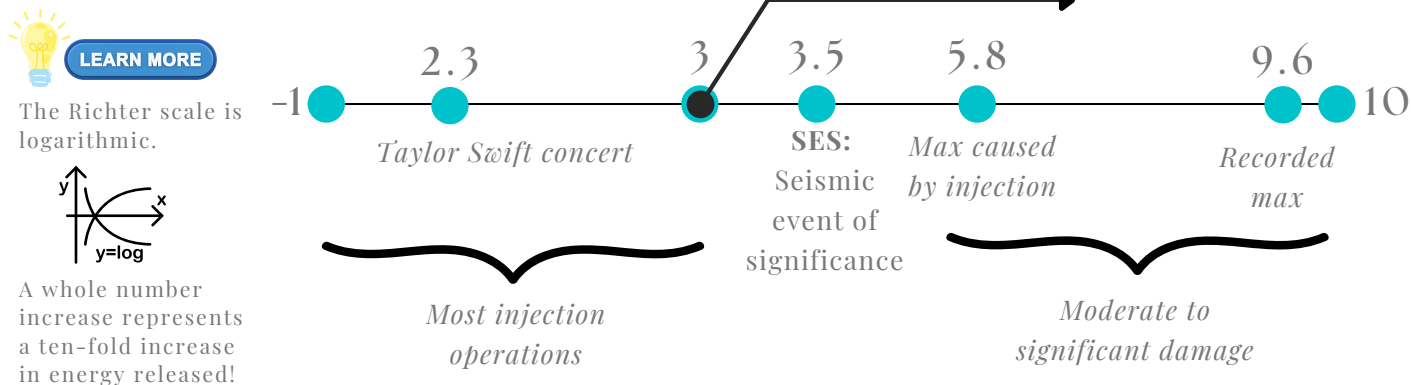 LEARN MORE
The Richter scale is
logarithmic.
y
x
y=log
A whole number
increase represents
a ten-fold increase
in energy released!
-1
2.3
3
3.5
5.8
9.6
10
Taylor Swift concert
SES:
Seismic
event of
significance
Max caused
by injection
Recorded
max
Most injection
operations
Moderate to
significant damage